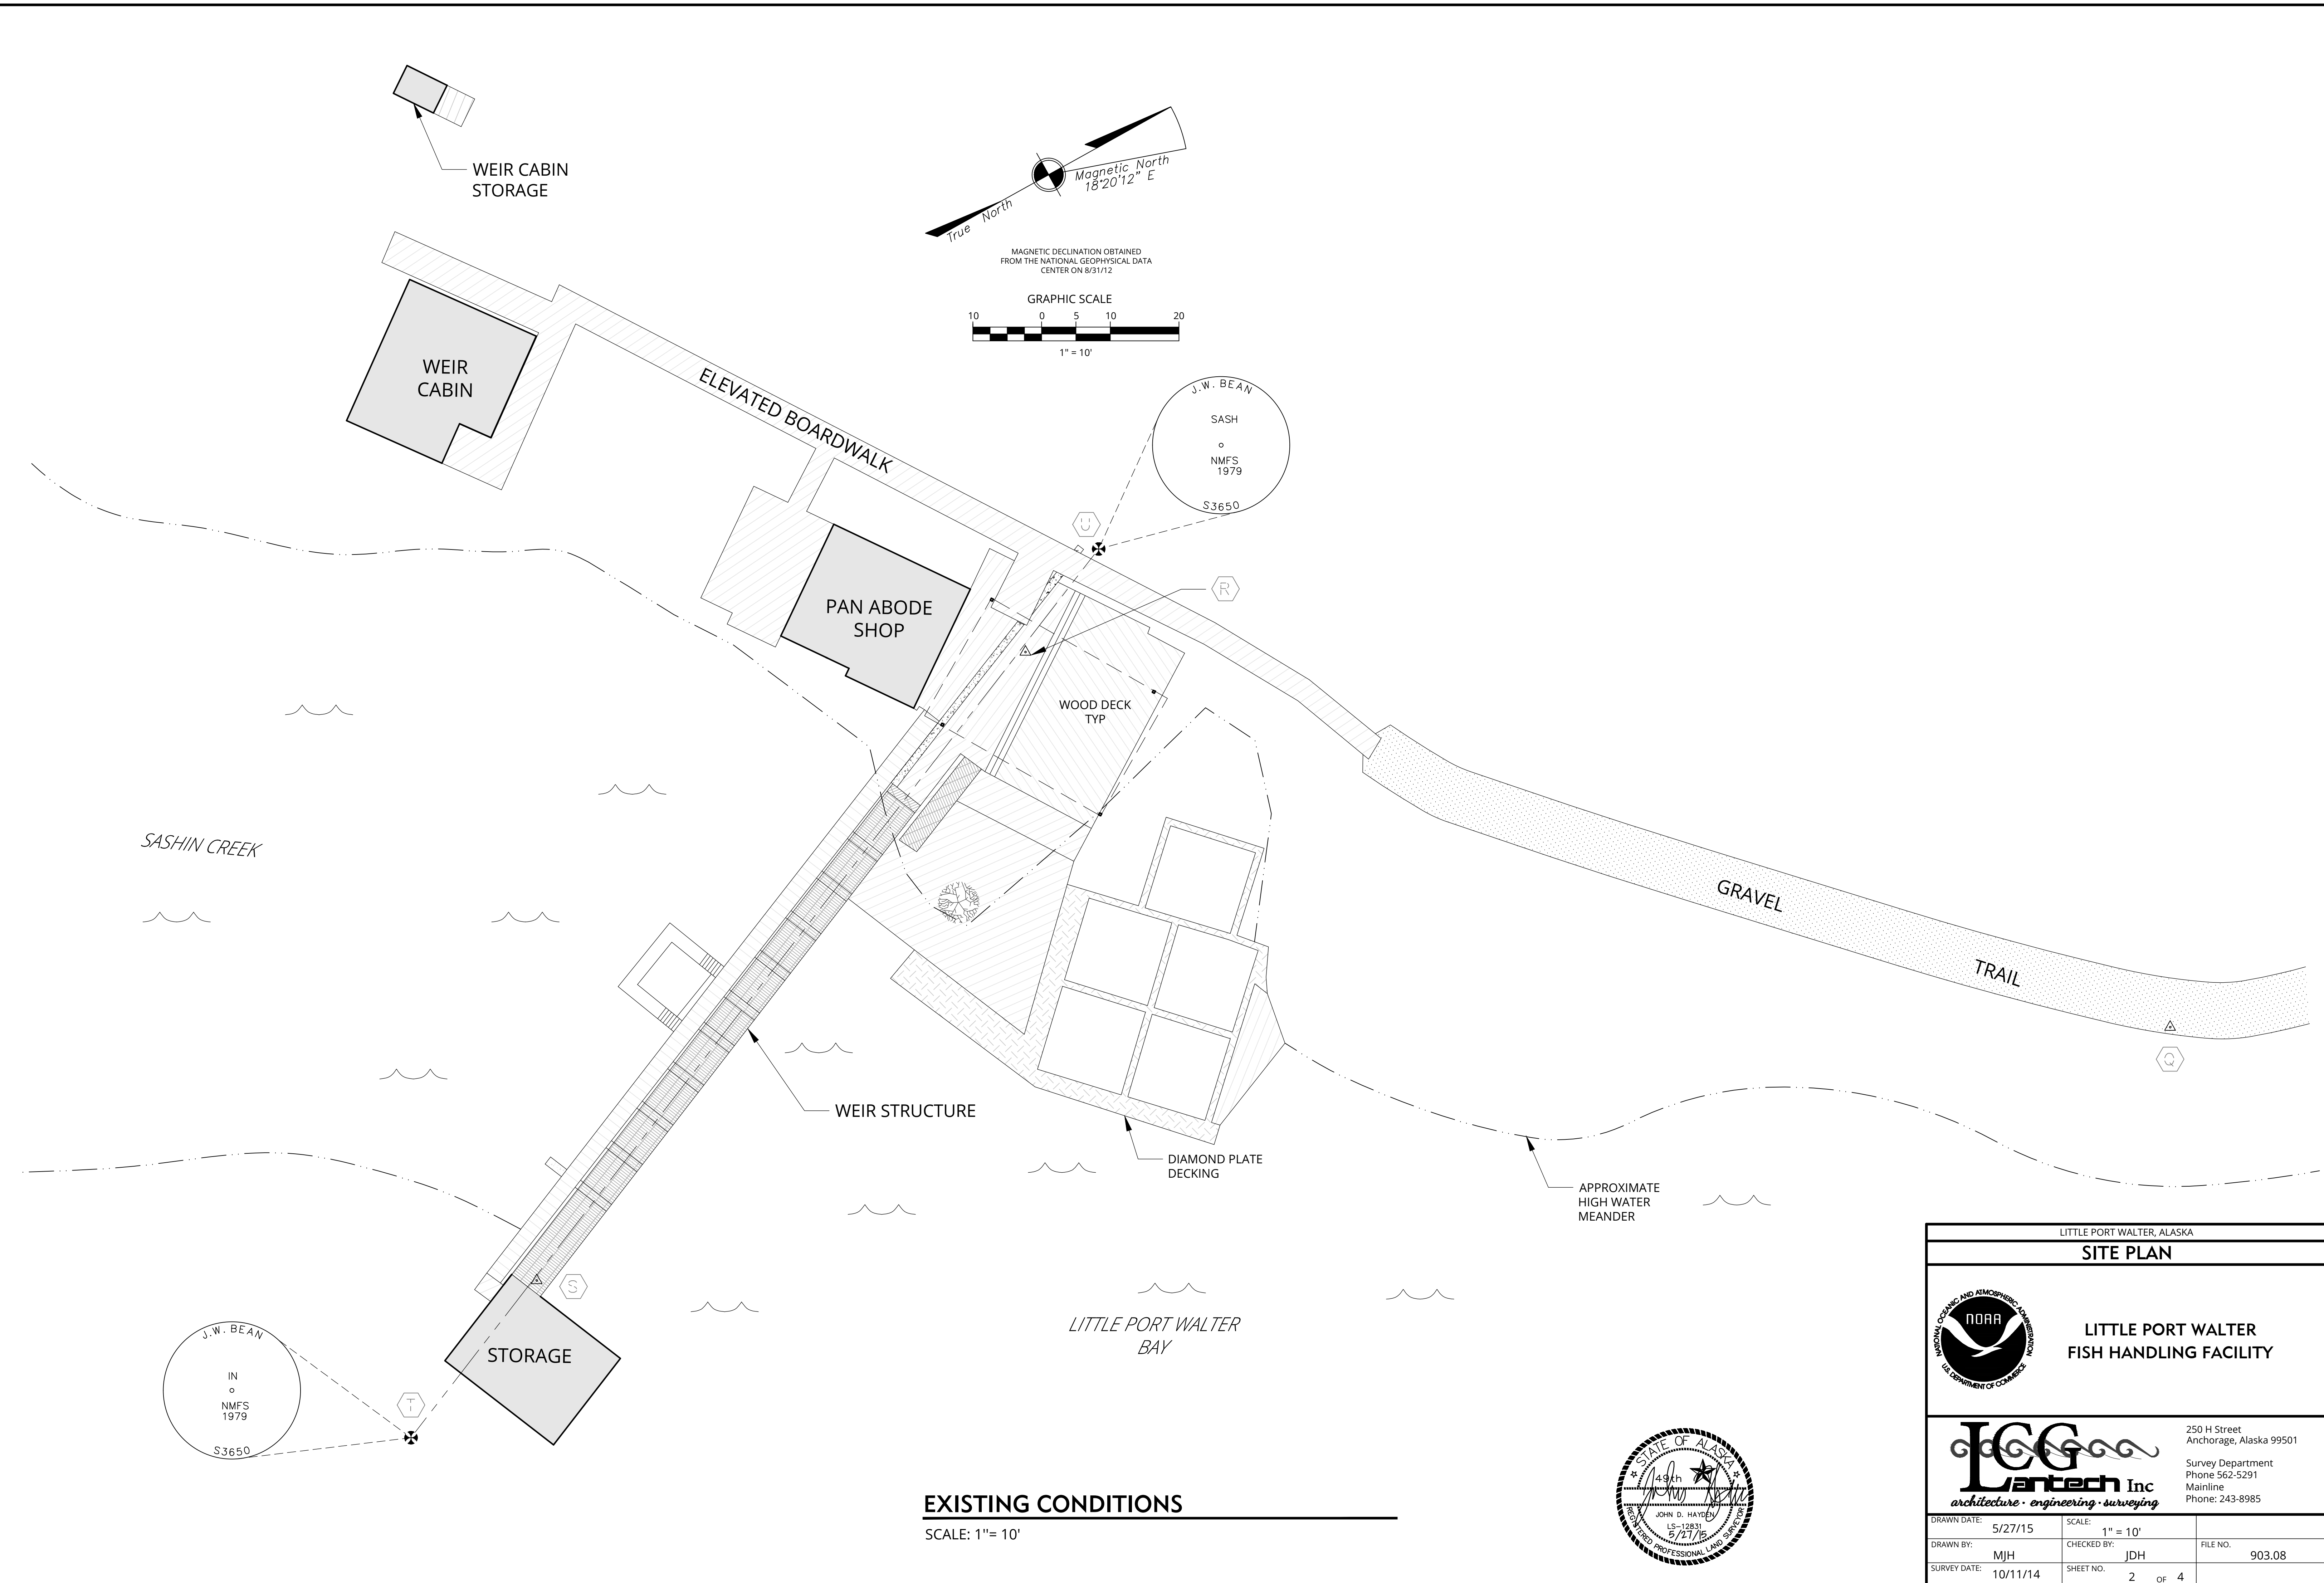 WEIR CABIN
STORAGE
Magnetic North
18°20'12" E
True North
MAGNETIC DECLINATION OBTAINED
FROM THE NATIONAL GEOPHYSICAL DATA
CENTER ON 8/31/12
GRAPHIC SCALE
10 0 5 10 20
1" = 10'
WEIR
CABIN
ELEVATED BOARDWALK
J.W. BEAN
SASH
NMFS
1979
S3650
U
R
PAN ABODE
SHOP
WOOD DECK
TYP
SASHIN CREEK
GRAVEL
TRAIL
Q
WEIR STRUCTURE
DIAMOND PLATE
DECKING
APPROXIMATE
HIGH WATER
MEANDER
S
STORAGE
LITTLE PORT WALTER
BAY
J.W. BEAN
IN
NMFS
1979
S3650
T
EXISTING CONDITIONS
SCALE: 1''= 10'
STATE OF ALASKA
49th
JOHN D. HAYDEN
LS-12831
5/27/15
REGISTERED PROFESSIONAL LAND SURVEYOR
LITTLE PORT WALTER, ALASKA
SITE PLAN
NATIONAL OCEANIC AND ATMOSPHERIC ADMINISTRATION
NOAA
U.S. DEPARTMENT OF COMMERCE
LITTLE PORT WALTER
FISH HANDLING FACILITY
LCG
Lantech Inc
architecture · engineering · surveying
250 H Street
Anchorage, Alaska 99501
Survey Department
Phone 562-5291
Mainline
Phone: 243-8985
DRAWN DATE: 5/27/15
SCALE: 1" = 10'
DRAWN BY: MJH
CHECKED BY: JDH
FILE NO. 903.08
SURVEY DATE: 10/11/14
SHEET NO. 2 OF 4